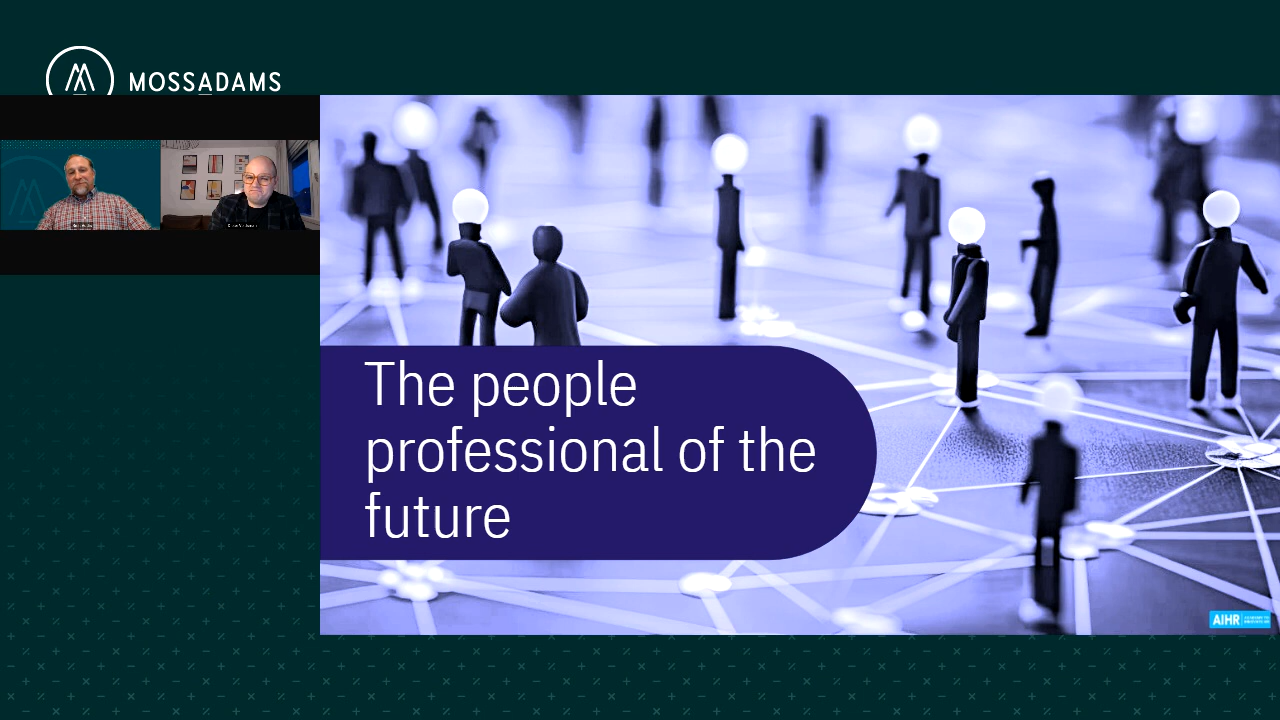 MOSSADAMS
The people
professional of the
future
AIHR